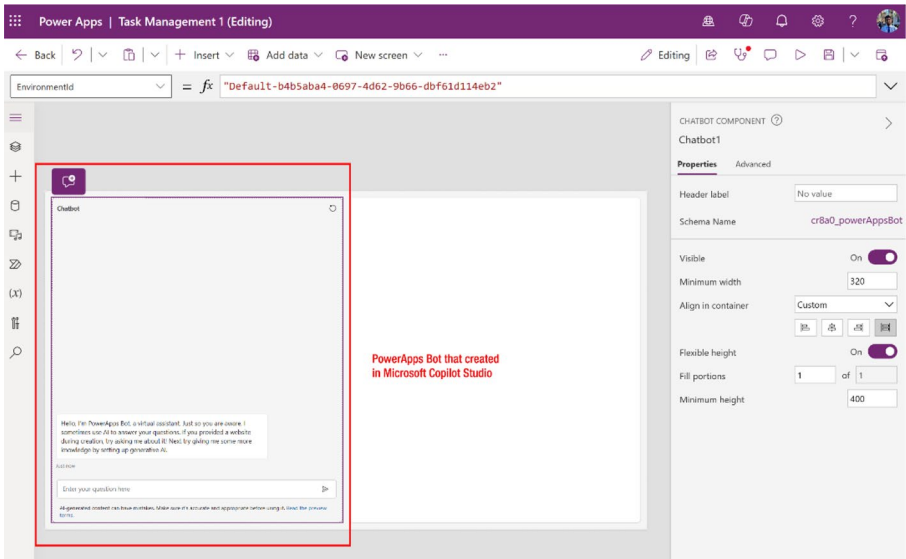 Power Apps | Task Management 1 (Editing)
Back Insert Add data New screen ... Editing
EnvironmentId = fx "Default-b4b5aba4-0697-4d62-9b66-dbf61d114eb2"
CHATBOT COMPONENT
Chatbot1
Properties Advanced
Header label No value
Schema Name cr8a0_powerAppsBot
Visible On
Minimum width 320
Align in container Custom
Flexible height On
Fill portions 1 of 1
Minimum height 400
Chatbot
PowerApps Bot that created
in Microsoft Copilot Studio
Hello, I'm PowerApps Bot, a virtual assistant. Just so you are aware, I
sometimes use AI to answer your questions. If you provided a website
during creation, try asking me about it! Next try giving me some more
knowledge by setting up generative AI.
Just now
Enter your question here
AI-generated content can have mistakes. Make sure it's accurate and appropriate before using it. Read the preview
terms.